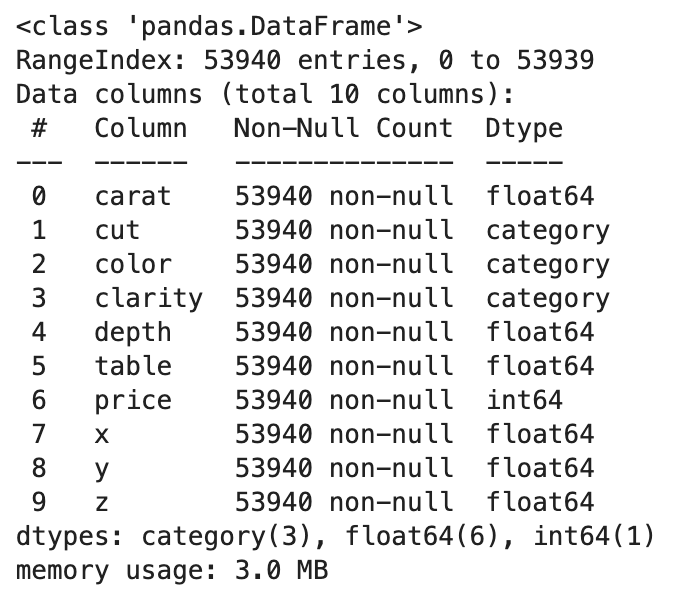 <class 'pandas.DataFrame'>
RangeIndex: 53940 entries, 0 to 53939
Data columns (total 10 columns):
 #   Column   Non-Null Count  Dtype
---  ------   --------------  -----
 0   carat    53940 non-null  float64
 1   cut      53940 non-null  category
 2   color    53940 non-null  category
 3   clarity  53940 non-null  category
 4   depth    53940 non-null  float64
 5   table    53940 non-null  float64
 6   price    53940 non-null  int64
 7   x        53940 non-null  float64
 8   y        53940 non-null  float64
 9   z        53940 non-null  float64
dtypes: category(3), float64(6), int64(1)
memory usage: 3.0 MB